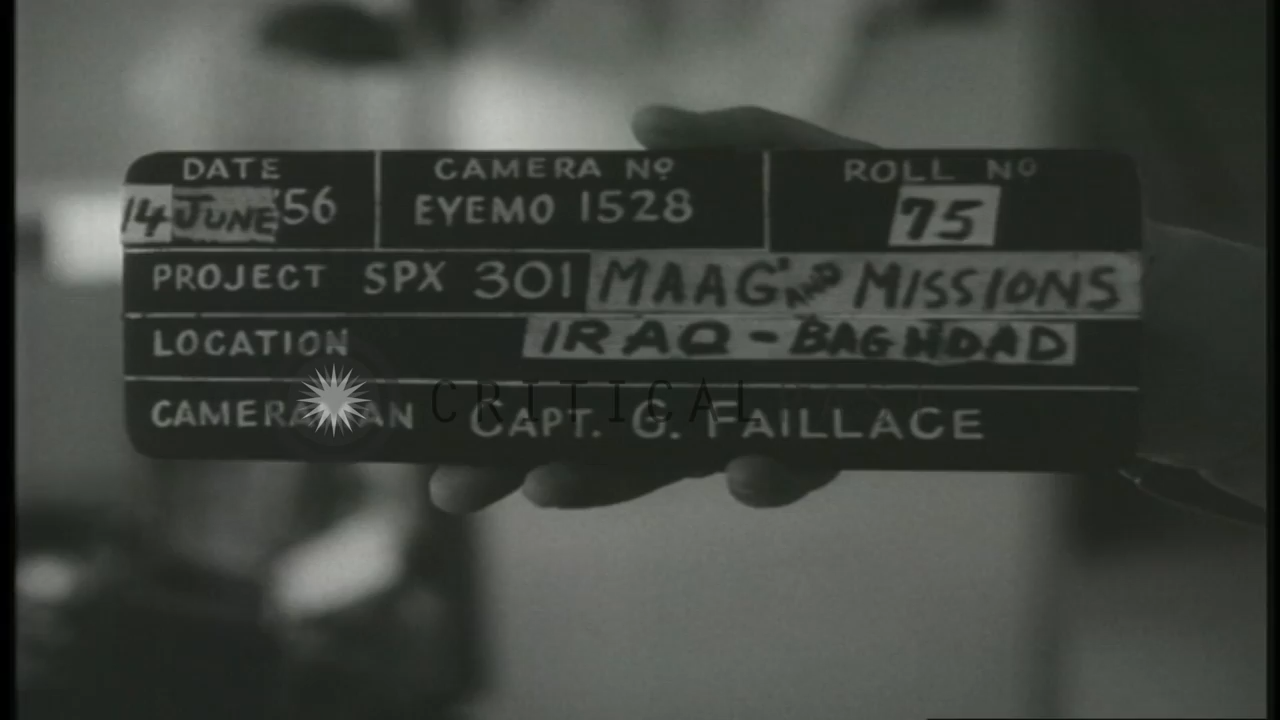 DATE CAMERA Nº ROLL Nº
14 JUNE '56 EYEMO 1528 75
PROJECT SPX 301 MAAG'S AND MISSIONS
LOCATION IRAQ - BAGHDAD
CAMERAMAN CAPT. G. FAILLACE
CRITICAL PAST